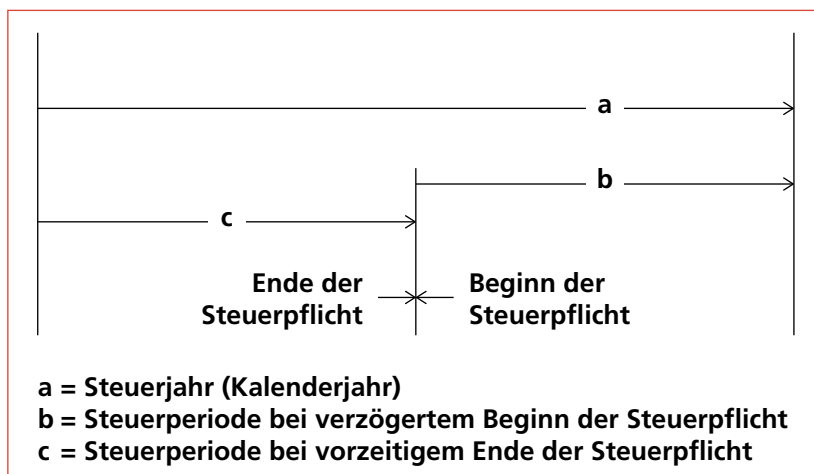 a
b
c
Ende der Beginn der
Steuerpflicht Steuerpflicht
a = Steuerjahr (Kalenderjahr)
b = Steuerperiode bei verzögertem Beginn der Steuerpflicht
c = Steuerperiode bei vorzeitigem Ende der Steuerpflicht